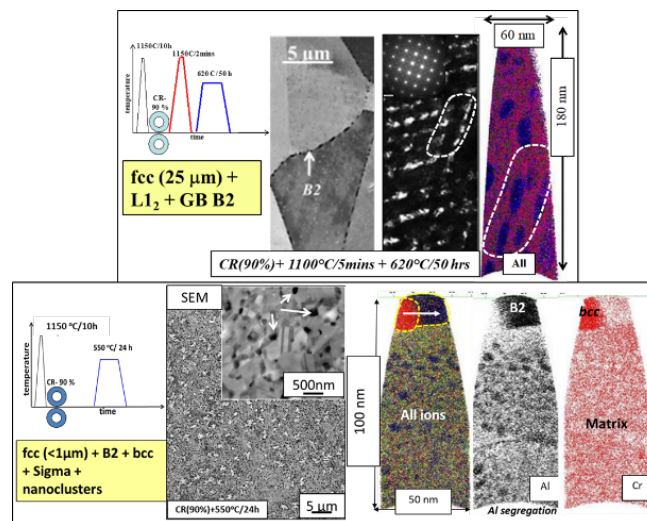 1150C/10h
1150C/2mins
620 C/50 h
temperature
CR-
90 %
time
fcc (25 µm) +
L1₂ + GB B2
5 µm
B2
60 nm
180 nm
All
CR(90%)+ 1100°C/5mins + 620°C/50 hrs
1150 °C/10h
550 °C/ 24 h
temperature
CR- 90 %
time
fcc (<1µm) + B2 + bcc
+ Sigma +
nanoclusters
SEM
500nm
CR(90%)+550°C/24h
5 µm
100 nm
All ions
50 nm
B2
Al
Al segregation
bcc
Matrix
Cr